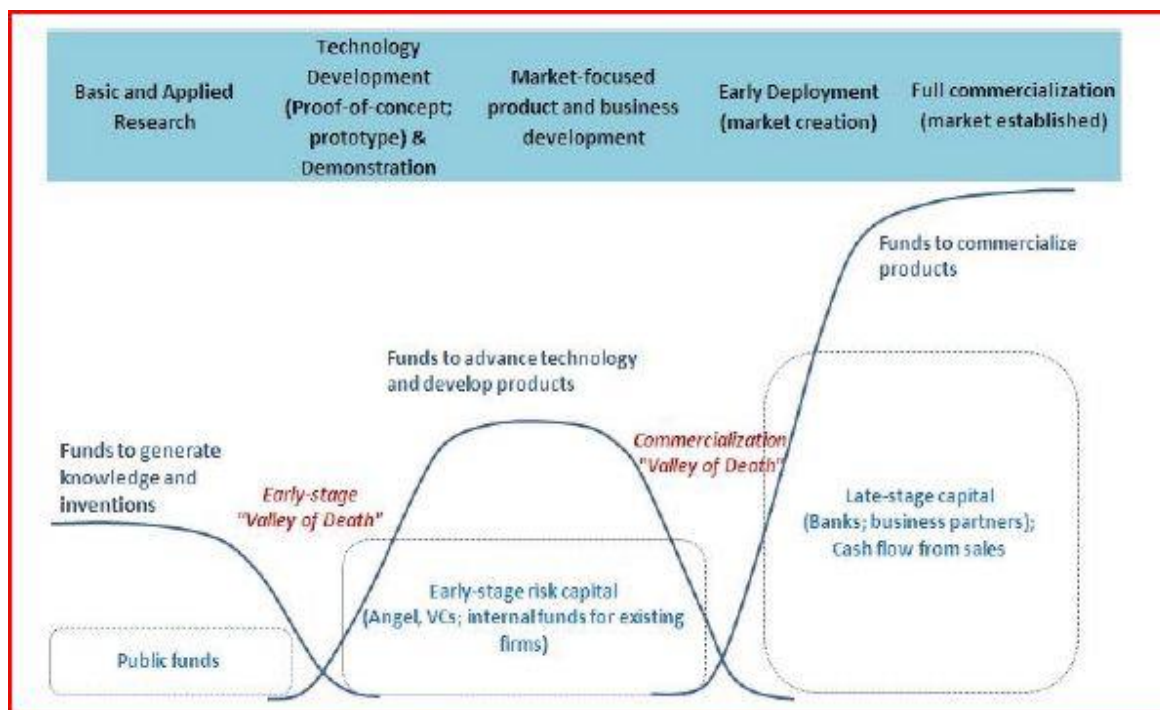 Basic and Applied
Research
Technology
Development
(Proof-of-concept;
prototype) &
Demonstration
Market-focused
product and business
development
Early Deployment
(market creation)
Full commercialization
(market established)
Funds to commercialize
products
Funds to advance technology
and develop products
Funds to generate
knowledge and
inventions
Early-stage
"Valley of Death"
Commercialization
"Valley of Death"
Late-stage capital
(Banks; business partners);
Cash flow from sales
Early-stage risk capital
(Angel, VCs; internal funds for existing
firms)
Public funds